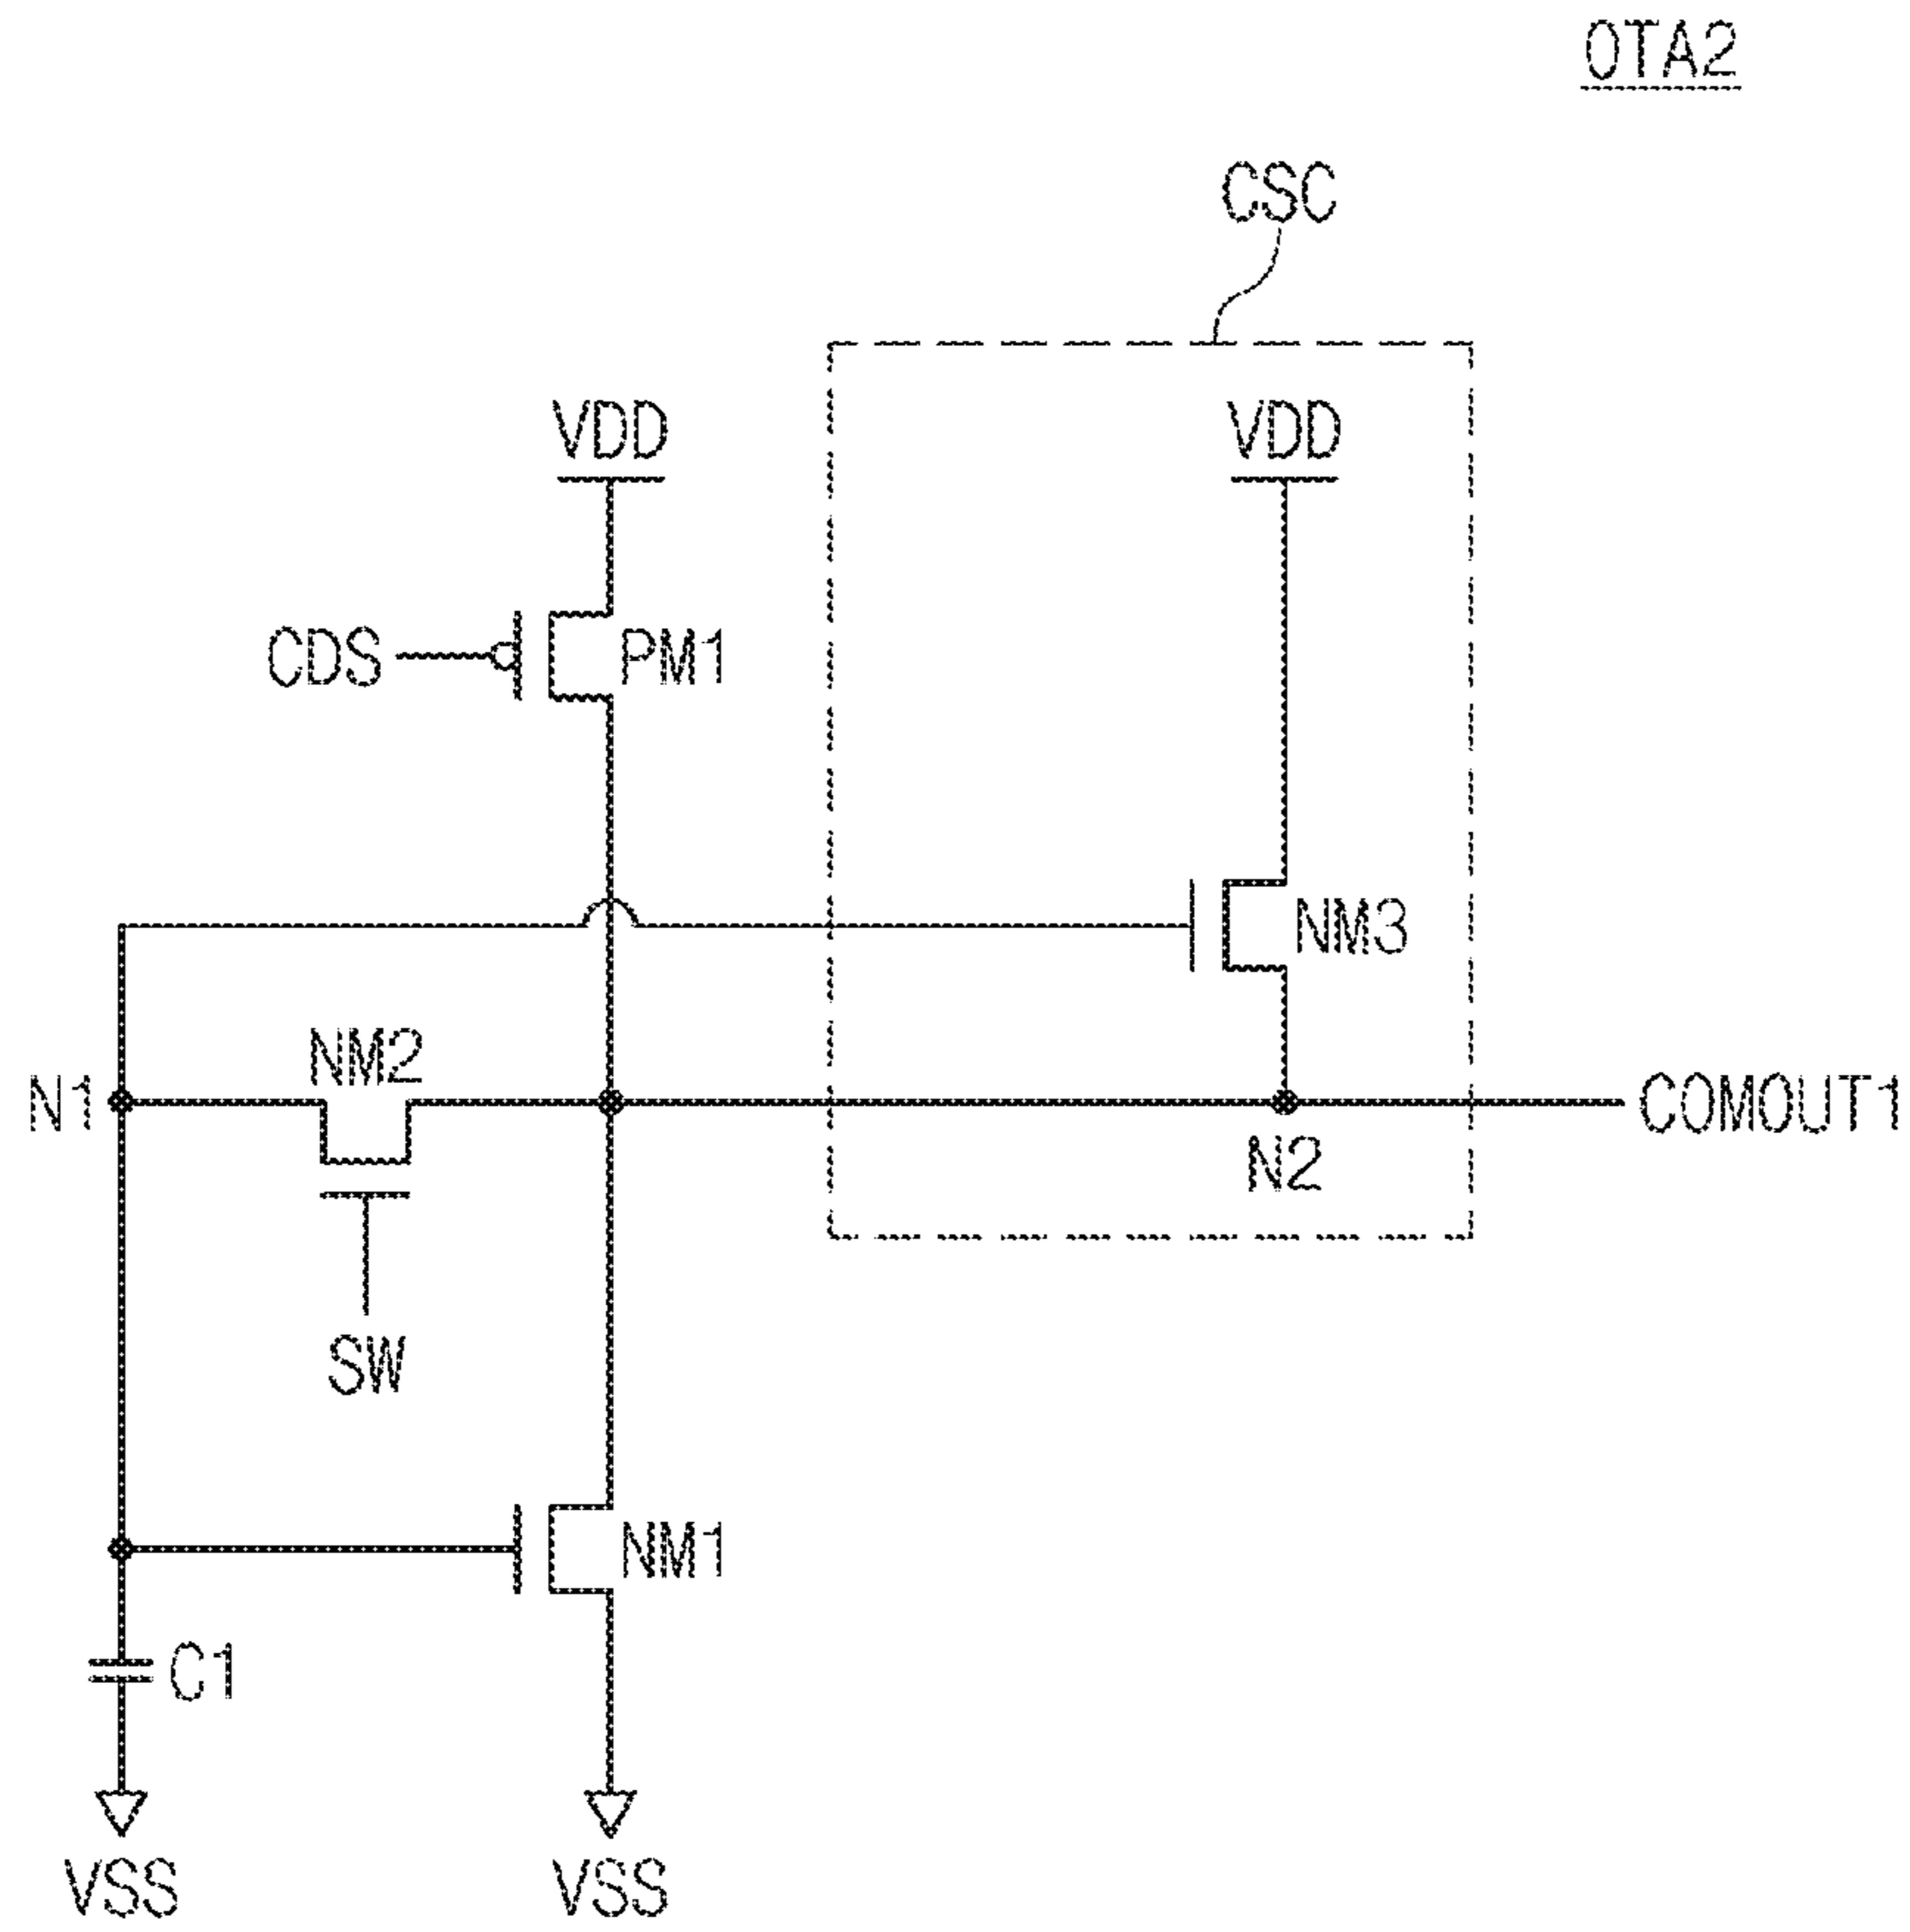 OTA2
CSC
VDD
VDD
CDS
PM1
NM3
NM2
N1
COMOUT1
N2
SW
NM1
C1
VSS
VSS